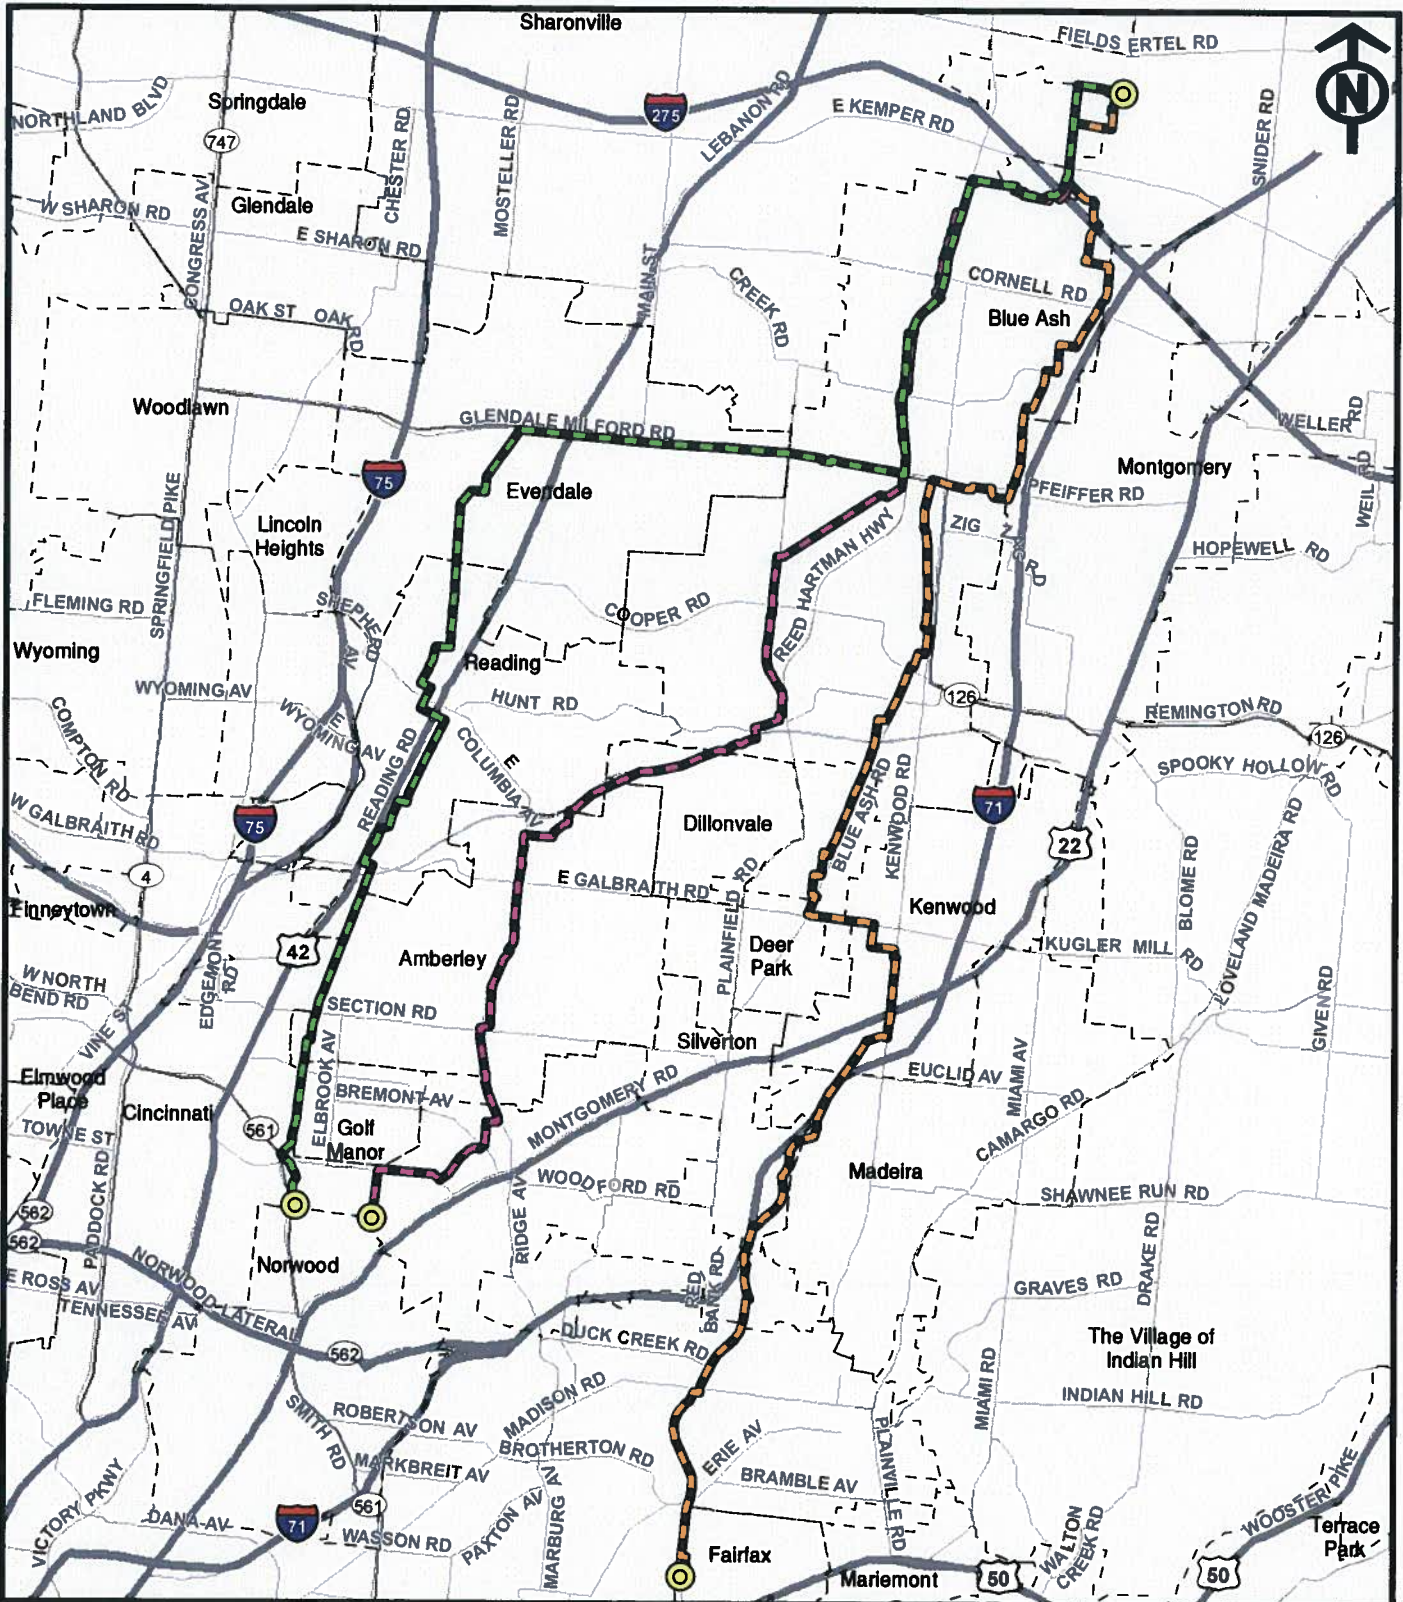 Sharonville
FIELDS ERTEL RD
NORTHLAND BLVD
Springdale
275
LEBANON RD
E KEMPER RD
SNIDER RD
N
747
CHESTER RD
MOSTELLER RD
W SHARON RD
CONGRESS AV
Glendale
E SHARON RD
MAIN ST
CREEK RD
CORNELL RD
Blue Ash
OAK ST
OAK RD
Woodlawn
GLENDALE MILFORD RD
WELLER RD
75
Evendale
Montgomery
PFEIFFER RD
WEIL RD
SPRINGFIELD PIKE
Lincoln
Heights
ZIG ZAG RD
HOPEWELL RD
REED HARTMAN HWY
FLEMING RD
SHEPHERD AV
COOPER RD
Wyoming
Reading
WYOMING AV
HUNT RD
126
REMINGTON RD
126
COMPTON RD
E WYOMING AV
READING RD
E COLUMBIA AV
SPOOKY HOLLOW RD
W GALBRAITH RD
75
Dillonvale
BLUE ASH RD
KENWOOD RD
71
22
4
E GALBRAITH RD
PLAINFIELD RD
BLOME RD
LOVELAND MADEIRA RD
Finneytown
42
Amberley
Deer
Park
Kenwood
KUGLER MILL RD
W NORTH
BEND RD
EDGEMONT RD
SECTION RD
GIVEN RD
VINE ST
Silverton
ELBROOK AV
EUCLID AV
MIAMI AV
Elmwood
Place
Cincinnati
BREMONT AV
MONTGOMERY RD
CAMARGO RD
TOWNE ST
561
Golf
Manor
Madeira
PADDOCK RD
WOODFORD RD
SHAWNEE RUN RD
562
562
RIDGE AV
DRAKE RD
NORWOOD LATERAL
Norwood
RED BANK RD
E ROSS AV
GRAVES RD
TENNESSEE AV
562
DUCK CREEK RD
The Village of
Indian Hill
MIAMI RD
INDIAN HILL RD
SMITH RD
ROBERTSON AV
MADISON RD
BROTHERTON RD
ERIE AV
PLAINVILLE RD
MARKBREIT AV
BRAMBLE AV
WOOSTER PIKE
VICTORY PKWY
DANA AV
71
561
WASSON RD
PAXTON AV
MARBURG AV
Fairfax
Mariemont
50
WALTON
CREEK RD
50
Terrace
Park